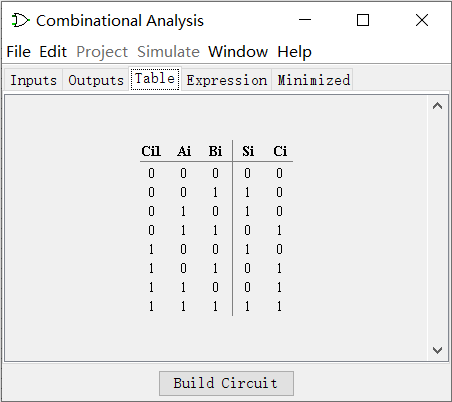 Combinational Analysis
File Edit Project Simulate Window Help
Inputs Outputs Table Expression Minimized
Ci1 Ai Bi Si Ci
0 0 0 0 0
0 0 1 1 0
0 1 0 1 0
0 1 1 0 1
1 0 0 1 0
1 0 1 0 1
1 1 0 0 1
1 1 1 1 1
Build Circuit